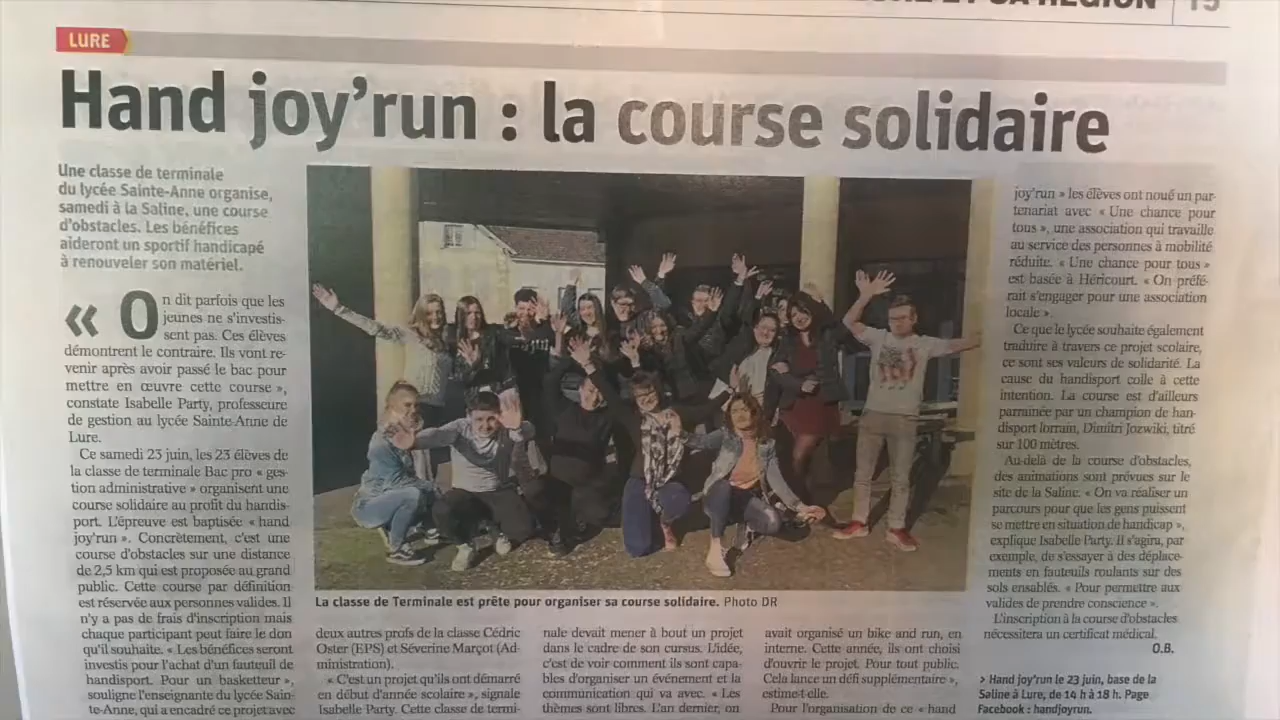 SA RÉGION
15
LURE
Hand joy'run : la course solidaire
Une classe de terminale
du lycée Sainte-Anne organise,
samedi à la Saline, une course
d'obstacles. Les bénéfices
aideront un sportif handicapé
à renouveler son matériel.
« On dit parfois que les
jeunes ne s'investis-
sent pas. Ces élèves
démontrent le contraire. Ils vont re-
venir après avoir passé le bac pour
mettre en œuvre cette course »,
constate Isabelle Party, professeure
de gestion au lycée Sainte-Anne de
Lure.
Ce samedi 23 juin, les 23 élèves de
la classe de terminale Bac pro « ges-
tion administrative » organisent une
course solidaire au profit du handis-
port. L'épreuve est baptisée « hand
joy'run ». Concrètement, c'est une
course d'obstacles sur une distance
de 2,5 km qui est proposée au grand
public. Cette course par définition
est réservée aux personnes valides. Il
n'y a pas de frais d'inscription mais
chaque participant peut faire le don
qu'il souhaite. « Les bénéfices seront
investis pour l'achat d'un fauteuil de
handisport. Pour un basketteur »,
souligne l'enseignante du lycée Sain-
te-Anne, qui a encadré ce projet avec
La classe de Terminale est prête pour organiser sa course solidaire. Photo DR
deux autres profs de la classe Cédric
Oster (EPS) et Séverine Marçot (Ad-
ministration).
« C'est un projet qu'ils ont démarré
en début d'année scolaire », signale
Isabelle Party. Cette classe de termi-
nale devait mener à bout un projet
dans le cadre de son cursus. L'idée,
c'est de voir comment ils sont capa-
bles d'organiser un événement et la
communication qui va avec. « Les
thèmes sont libres. L'an dernier, on
avait organisé un bike and run, en
interne. Cette année, ils ont choisi
d'ouvrir le projet. Pour tout public.
Cela lance un défi supplémentaire »,
estime-t-elle.
Pour l'organisation de ce « hand
joy'run » les élèves ont noué un par-
tenariat avec « Une chance pour
tous », une association qui travaille
au service des personnes à mobilité
réduite. « Une chance pour tous »
est basée à Héricourt. « On préfé-
rait s'engager pour une association
locale ».
Ce que le lycée souhaite également
traduire à travers ce projet scolaire,
ce sont ses valeurs de solidarité. La
cause du handisport colle à cette
intention. La course est d'ailleurs
parrainée par un champion de han-
disport lorrain, Dimitri Jozwiki, titré
sur 100 mètres.
Au-delà de la course d'obstacles,
des animations sont prévues sur le
site de la Saline. « On va réaliser un
parcours pour que les gens puissent
se mettre en situation de handicap »,
explique Isabelle Party. Il s'agira, par
exemple, de s'essayer à des déplace-
ments en fauteuils roulants sur des
sols ensablés. « Pour permettre aux
valides de prendre conscience ».
L'inscription à la course d'obstacles
nécessitera un certificat médical.
O.B.
> Hand joy'run le 23 juin, base de la
Saline à Lure, de 14 h à 18 h. Page
Facebook : handjoyrun.